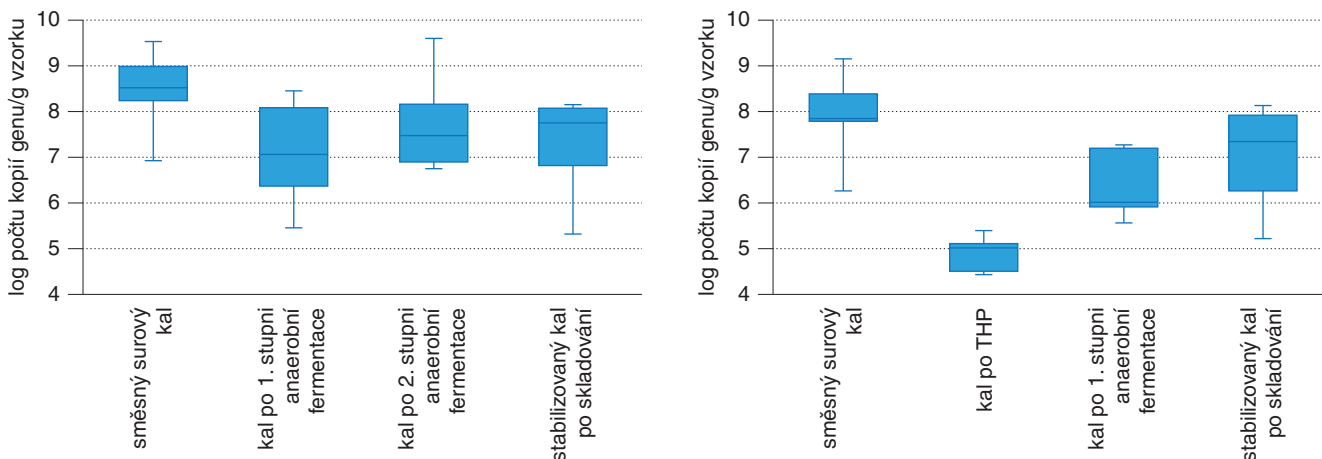 log počtu kopií genu/g vzorku
10
9
8
7
6
5
4
směsný surový
kal
kal po 1. stupni
anaerobní
fermentace
kal po 2. stupni
anaerobní
fermentace
stabilizovaný kal
po skladování
log počtu kopií genu/g vzorku
10
9
8
7
6
5
4
směsný surový
kal
kal po THP
kal po 1. stupni
anaerobní
fermentace
stabilizovaný kal
po skladování